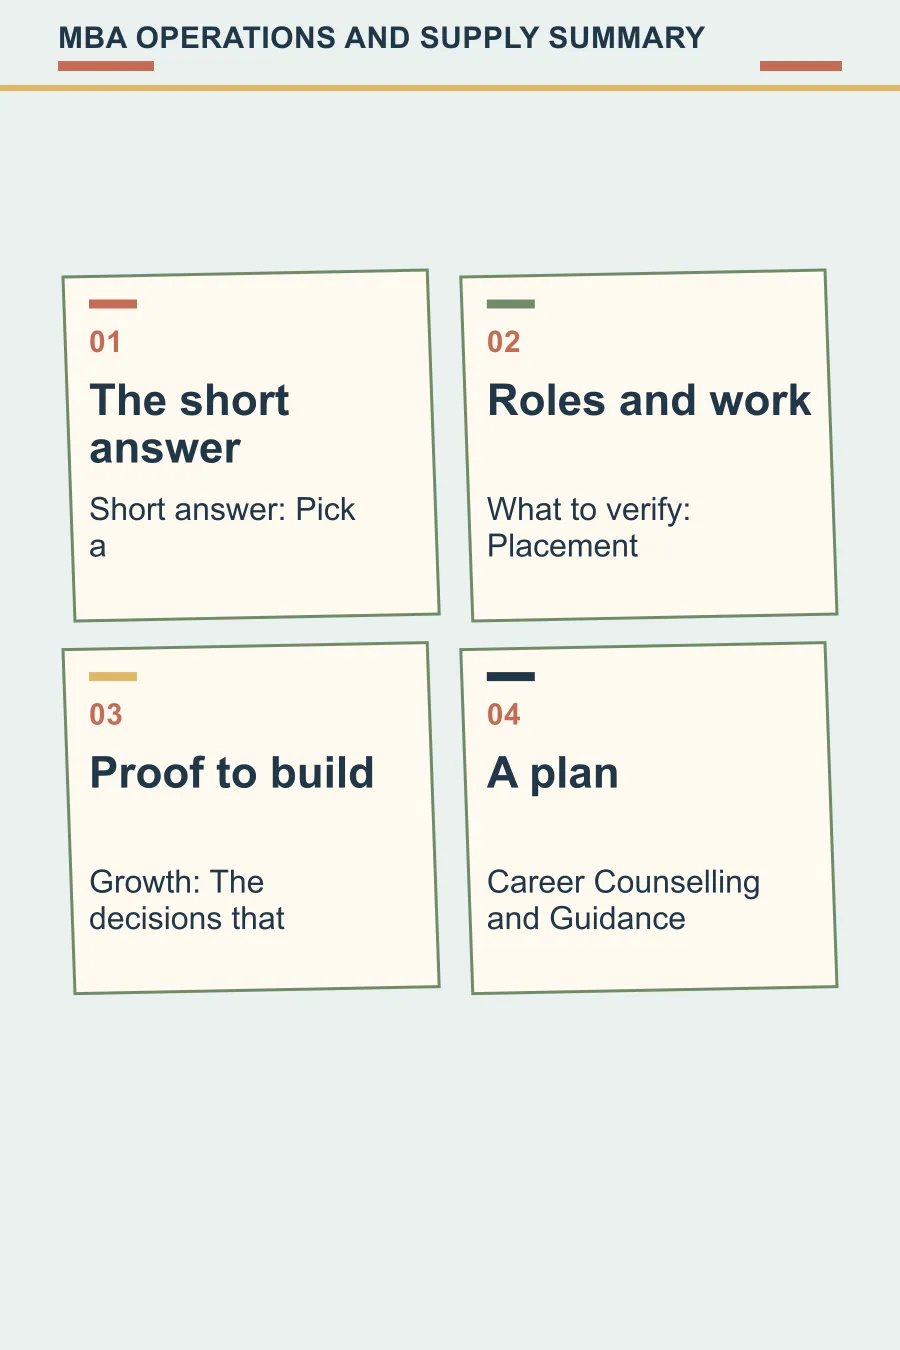 MBA OPERATIONS AND SUPPLY SUMMARY
01
The short
answer
Short answer: Pick
a
02
Roles and work
What to verify:
Placement
03
Proof to build
Growth: The
decisions that
04
A plan
Career Counselling
and Guidance